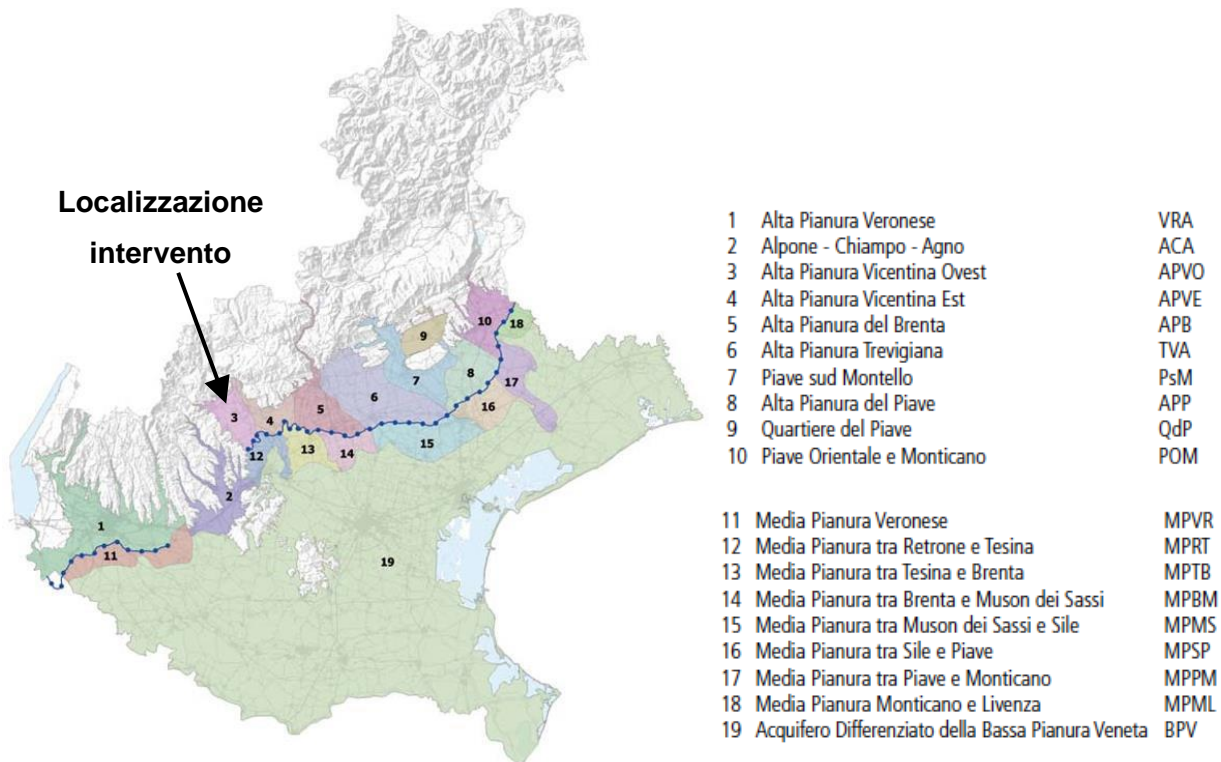 Localizzazione
intervento
1 Alta Pianura Veronese VRA
2 Alpone - Chiampo - Agno ACA
3 Alta Pianura Vicentina Ovest APVO
4 Alta Pianura Vicentina Est APVE
5 Alta Pianura del Brenta APB
6 Alta Pianura Trevigiana TVA
7 Piave sud Montello PsM
8 Alta Pianura del Piave APP
9 Quartiere del Piave QdP
10 Piave Orientale e Monticano POM
11 Media Pianura Veronese MPVR
12 Media Pianura tra Retrone e Tesina MPRT
13 Media Pianura tra Tesina e Brenta MPTB
14 Media Pianura tra Brenta e Muson dei Sassi MPBM
15 Media Pianura tra Muson dei Sassi e Sile MPMS
16 Media Pianura tra Sile e Piave MPSP
17 Media Pianura tra Piave e Monticano MPPM
18 Media Pianura Monticano e Livenza MPML
19 Acquifero Differenziato della Bassa Pianura Veneta BPV
10
18
9
8
7
17
6
16
5
3
4
15
13
14
12
2
1
11
19